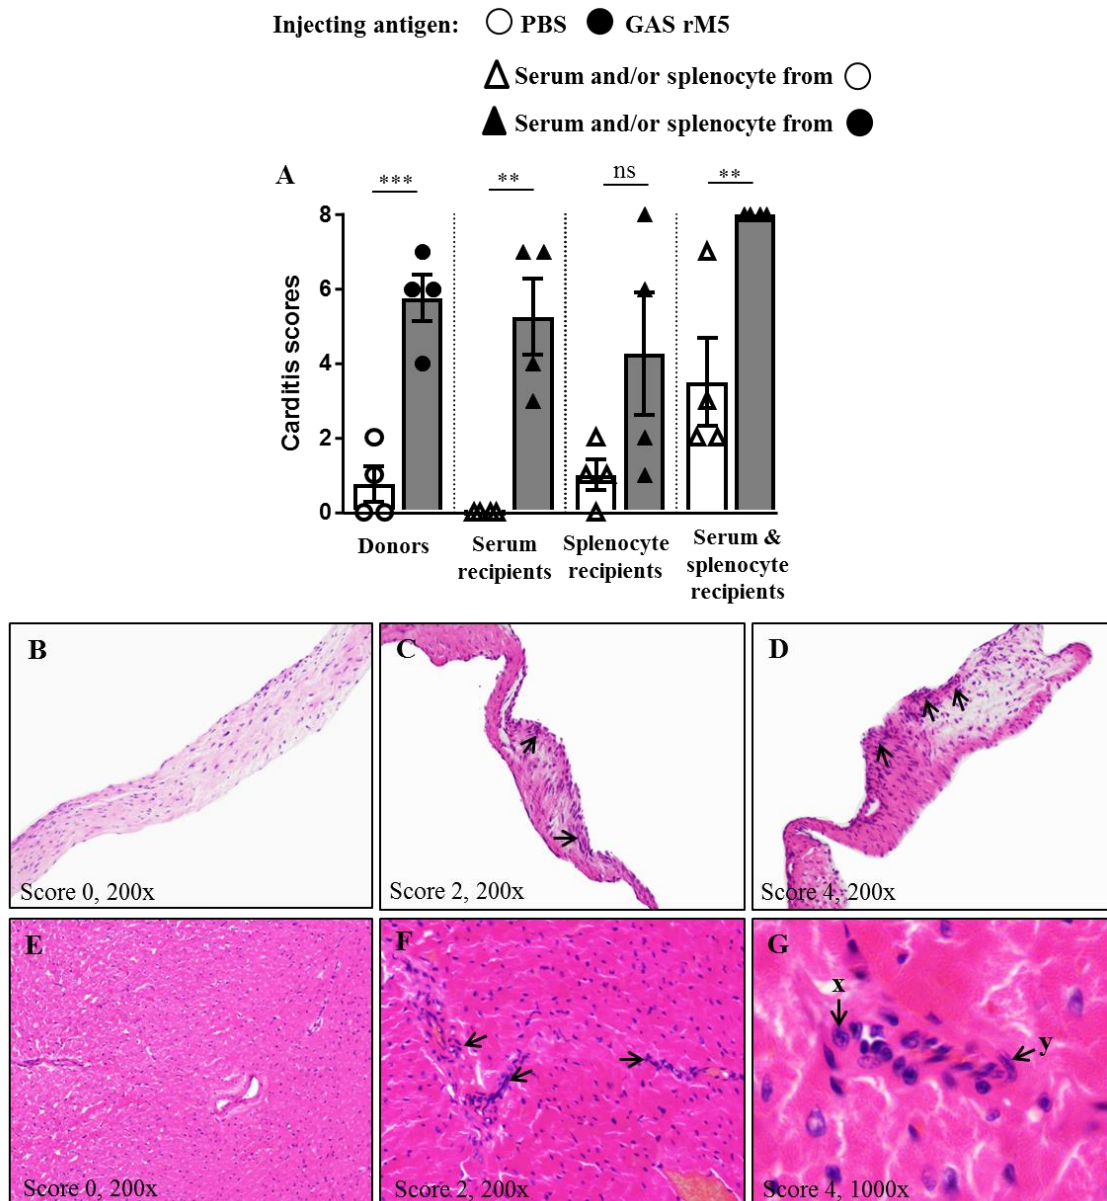 Injecting antigen: PBS GAS rM5
Serum and/or splenocyte from
Serum and/or splenocyte from
A
*** ** ns **
Carditis scores
8
6
4
2
0
Donors
Serum
recipients
Splenocyte
recipients
Serum &
splenocyte
recipients
B
Score 0, 200x
C
Score 2, 200x
D
Score 4, 200x
E
Score 0, 200x
F
Score 2, 200x
G
x
y
Score 4, 1000x